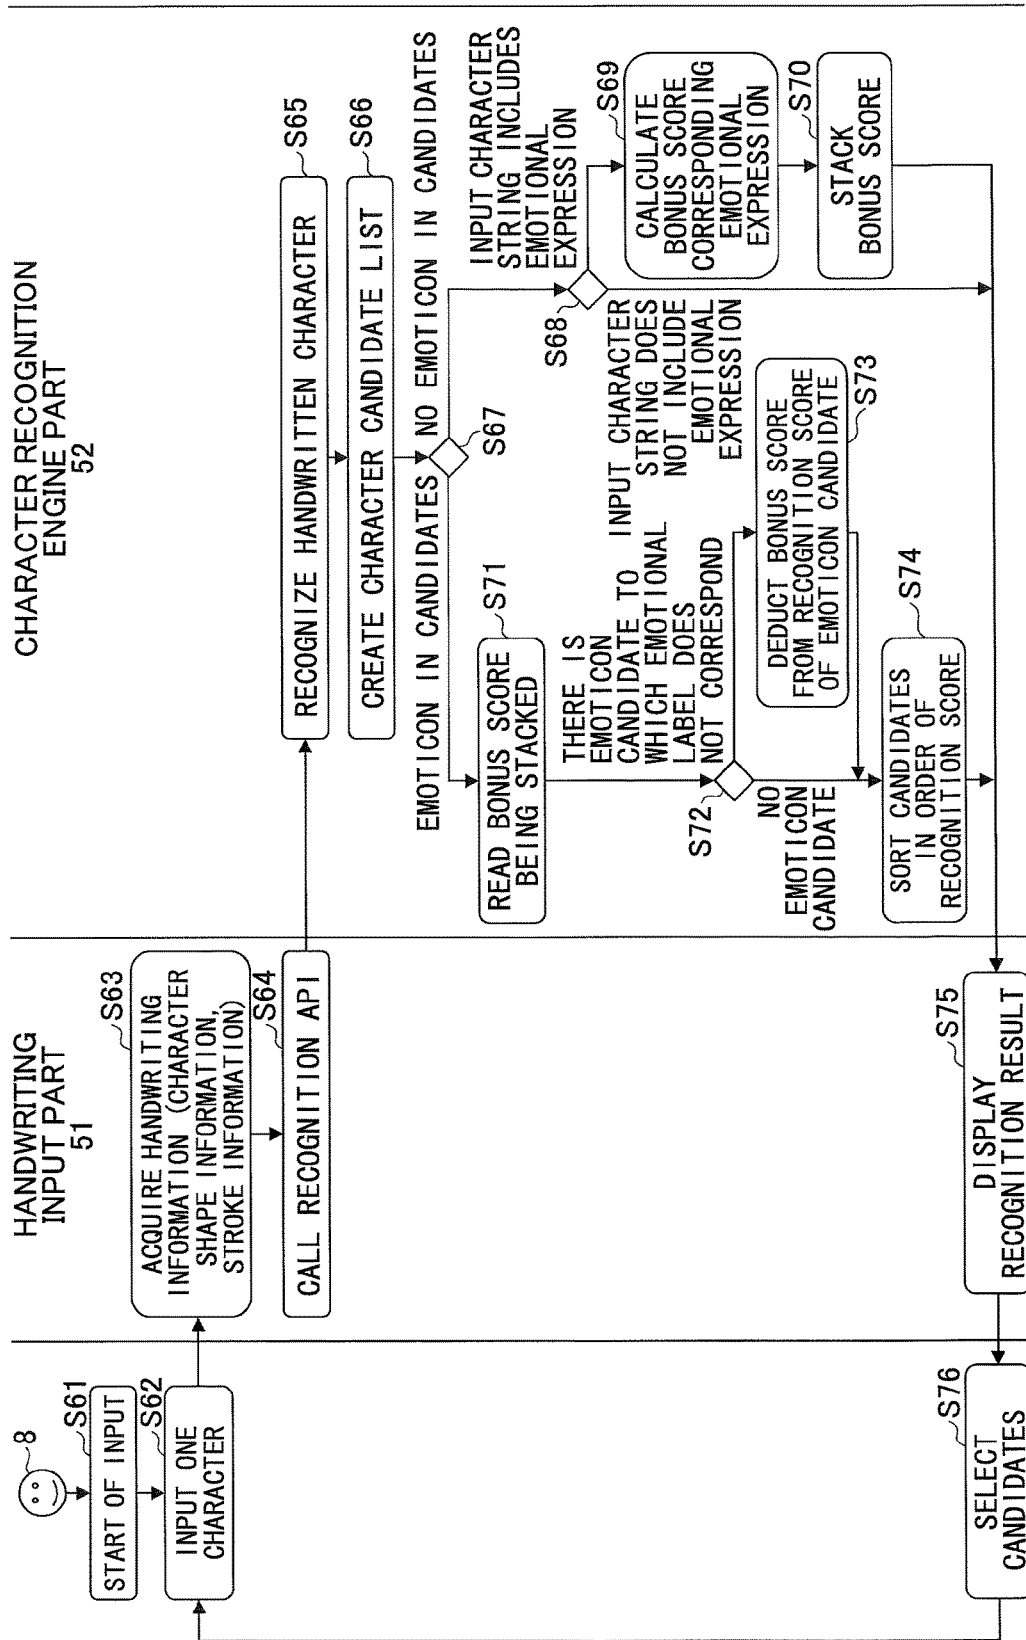 8
S61
START OF INPUT
S62
INPUT ONE
CHARACTER
HANDWRITING
INPUT PART
51
S63
ACQUIRE HANDWRITING
INFORMATION (CHARACTER
SHAPE INFORMATION,
STROKE INFORMATION)
S64
CALL RECOGNITION API
CHARACTER RECOGNITION
ENGINE PART
52
S65
RECOGNIZE HANDWRITTEN CHARACTER
S66
CREATE CHARACTER CANDIDATE LIST
EMOTICON IN CANDIDATES
NO EMOTICON IN CANDIDATES
S67
INPUT CHARACTER
STRING INCLUDES
EMOTIONAL
EXPRESSION
S68
S69
CALCULATE
BONUS SCORE
CORRESPONDING
EMOTIONAL
EXPRESSION
S70
STACK
BONUS SCORE
INPUT CHARACTER
STRING DOES
NOT INCLUDE
EMOTIONAL
EXPRESSION
S71
READ BONUS SCORE
BEING STACKED
THERE IS
EMOTICON
CANDIDATE TO
WHICH EMOTIONAL
LABEL DOES
NOT CORRESPOND
S72
NO
EMOTICON
CANDIDATE
S73
DEDUCT BONUS SCORE
FROM RECOGNITION SCORE
OF EMOTICON CANDIDATE
S74
SORT CANDIDATES
IN ORDER OF
RECOGNITION SCORE
S75
DISPLAY
RECOGNITION RESULT
S76
SELECT
CANDIDATES